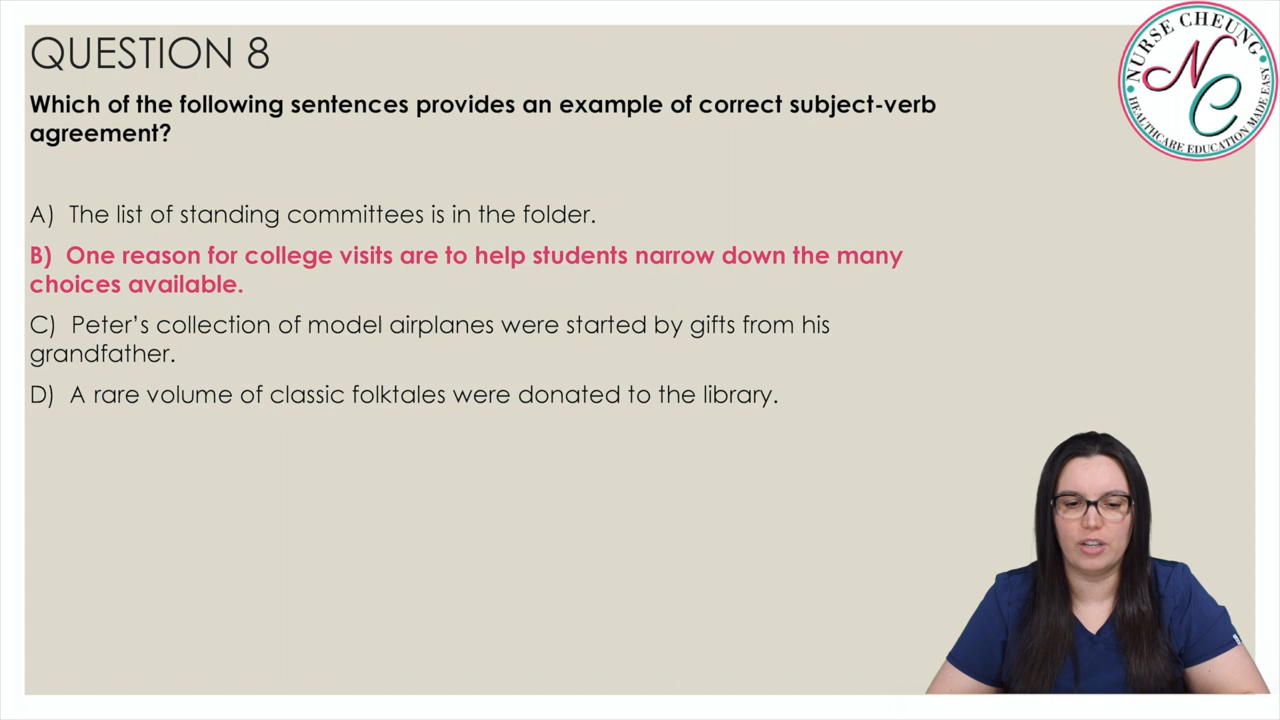 QUESTION 8
Which of the following sentences provides an example of correct subject-verb
agreement?
A) The list of standing committees is in the folder.
B) One reason for college visits are to help students narrow down the many
choices available.
C) Peter’s collection of model airplanes were started by gifts from his
grandfather.
D) A rare volume of classic folktales were donated to the library.
NURSE CHEUNG
NC
HEALTHCARE EDUCATION MADE EASY